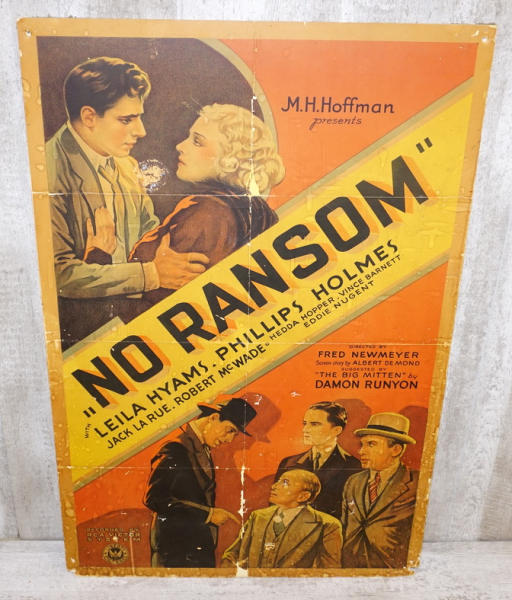 M.H.Hoffman
presents
"NO RANSOM"
WITH LEILA HYAMS. PHILLIPS HOLMES
JACK LA RUE. ROBERT McWADE. HEDDA HOPPER. VINCE BARNETT
EDDIE NUGENT
DIRECTED BY
FRED NEWMEYER
Screen story by ALBERT DEMOND
SUGGESTED BY
"THE BIG MITTEN" by
DAMON RUNYON
RECORDED BY
RCA VICTOR
SYSTEM